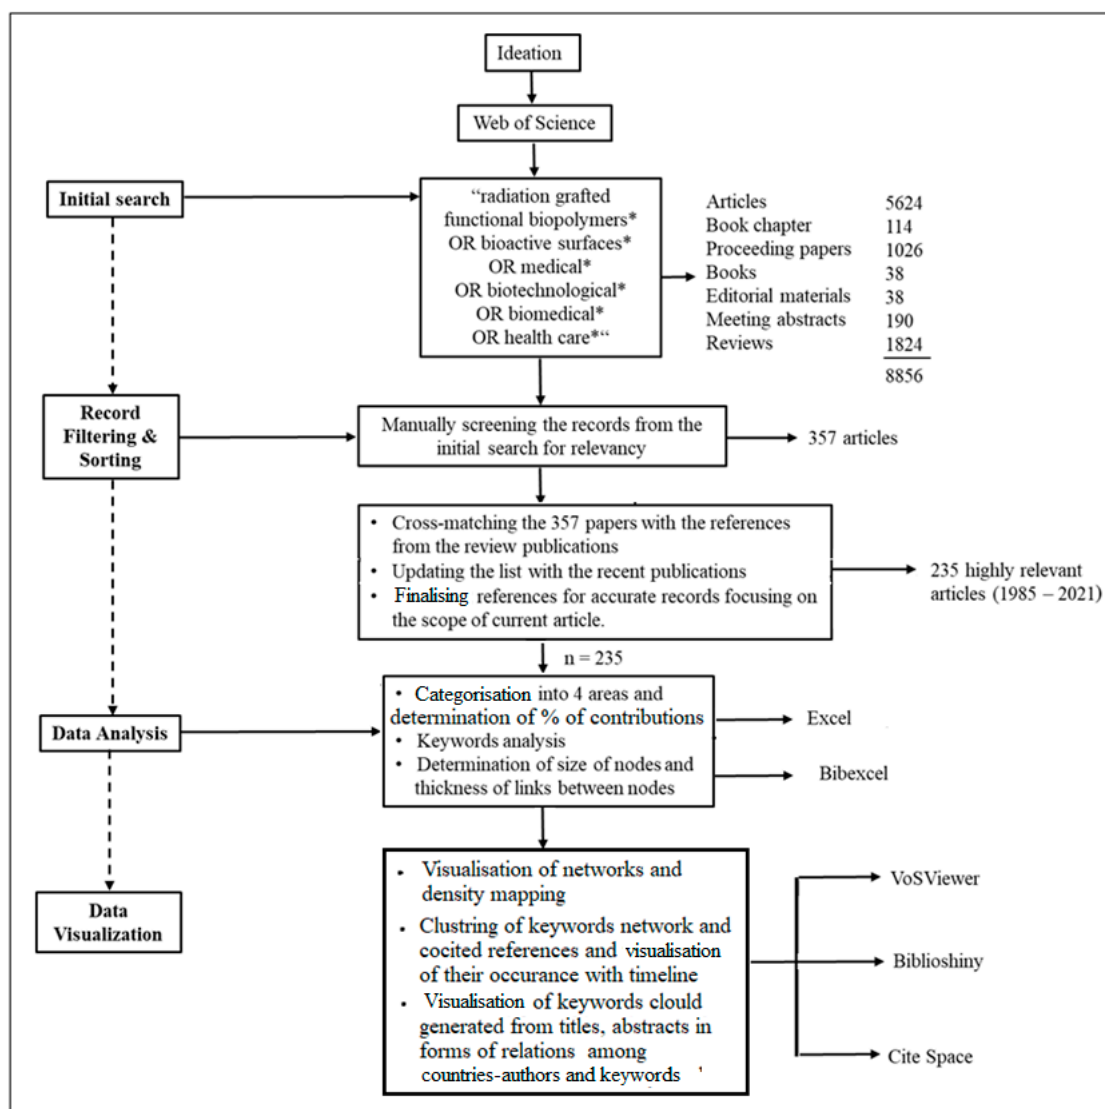 Ideation
Web of Science
Initial search
“radiation grafted
functional biopolymers*
OR bioactive surfaces*
OR medical*
OR biotechnological*
OR biomedical*
OR health care*“
Articles 5624
Book chapter 114
Proceeding papers 1026
Books 38
Editorial materials 38
Meeting abstracts 190
Reviews 1824
8856
Record
Filtering &
Sorting
Manually screening the records from the
initial search for relevancy
357 articles
• Cross-matching the 357 papers with the references
from the review publications
• Updating the list with the recent publications
• Finalising references for accurate records focusing on
the scope of current article.
235 highly relevant
articles (1985 – 2021)
n = 235
Data Analysis
• Categorisation into 4 areas and
determination of % of contributions
• Keywords analysis
• Determination of size of nodes and
thickness of links between nodes
Excel
Bibexcel
Data
Visualization
• Visualisation of networks and
density mapping
• Clustring of keywords network and
cocited references and visualisation
of their occurance with timeline
• Visualisation of keywords clould
generated from titles, abstracts in
forms of relations among
countries-authors and keywords '
VoSViewer
Biblioshiny
Cite Space